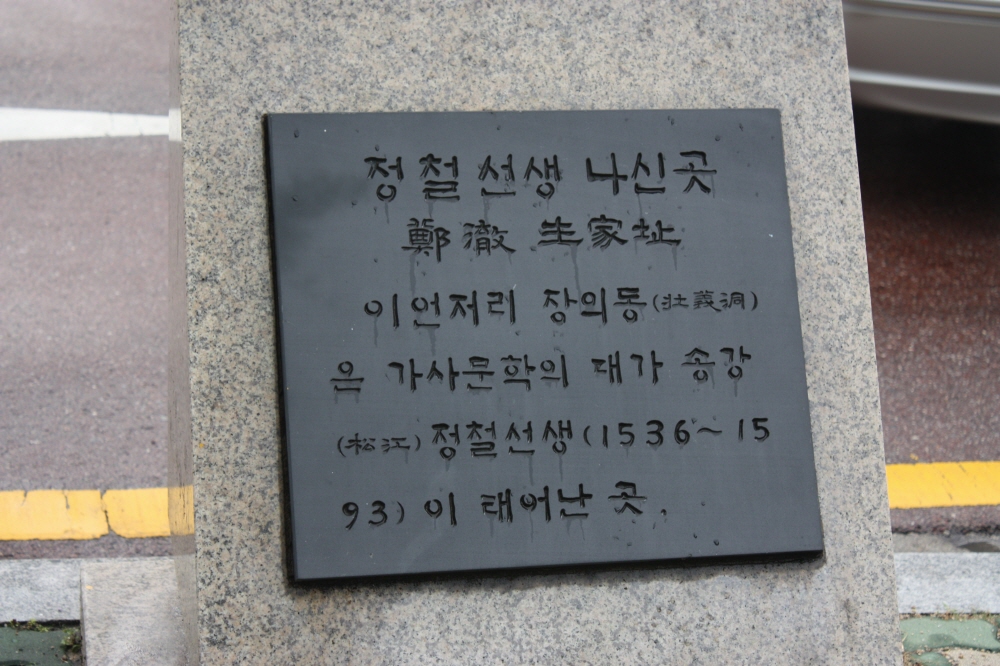 정철선생 나신곳
鄭澈 生家址
이언저리 장의동(壯義洞)
은 가사문학의 대가 송강
(松江)정철선생(1536~15
93)이 태어난 곳.